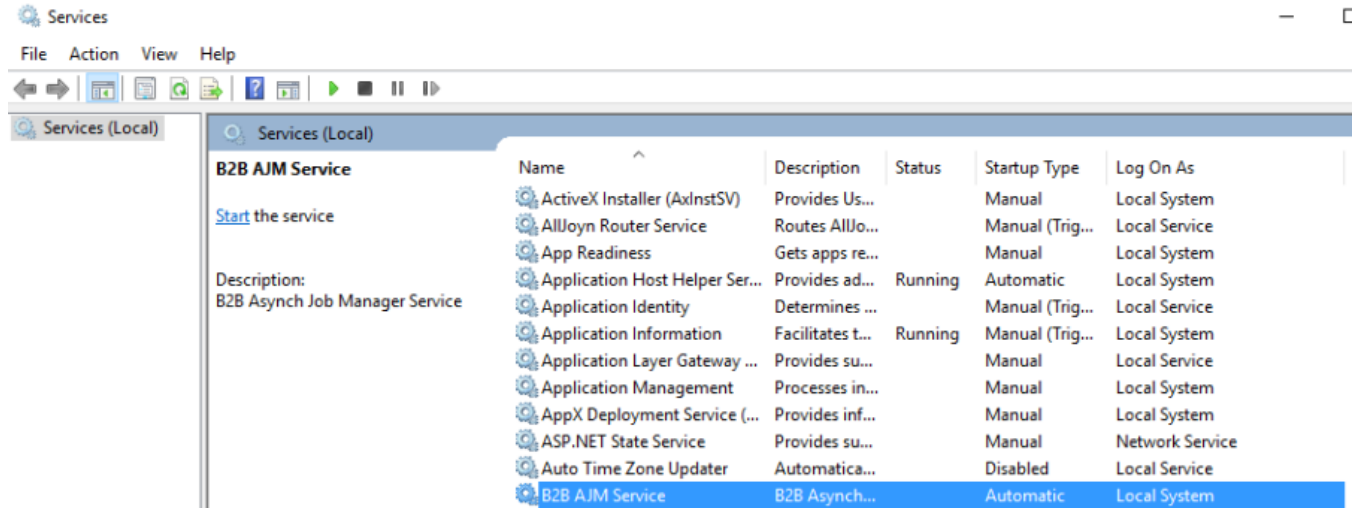 Services
File Action View Help
Services (Local)
Services (Local)
B2B AJM Service
Start the service
Description:
B2B Asynch Job Manager Service
Name Description Status Startup Type Log On As
ActiveX Installer (AxInstSV) Provides Us... Manual Local System
AllJoyn Router Service Routes AllJo... Manual (Trig... Local Service
App Readiness Gets apps re... Manual Local System
Application Host Helper Ser... Provides ad... Running Automatic Local System
Application Identity Determines ... Manual (Trig... Local Service
Application Information Facilitates t... Running Manual (Trig... Local System
Application Layer Gateway ... Provides su... Manual Local Service
Application Management Processes in... Manual Local System
AppX Deployment Service (... Provides inf... Manual Local System
ASP.NET State Service Provides su... Manual Network Service
Auto Time Zone Updater Automatica... Disabled Local Service
B2B AJM Service B2B Asynch... Automatic Local System